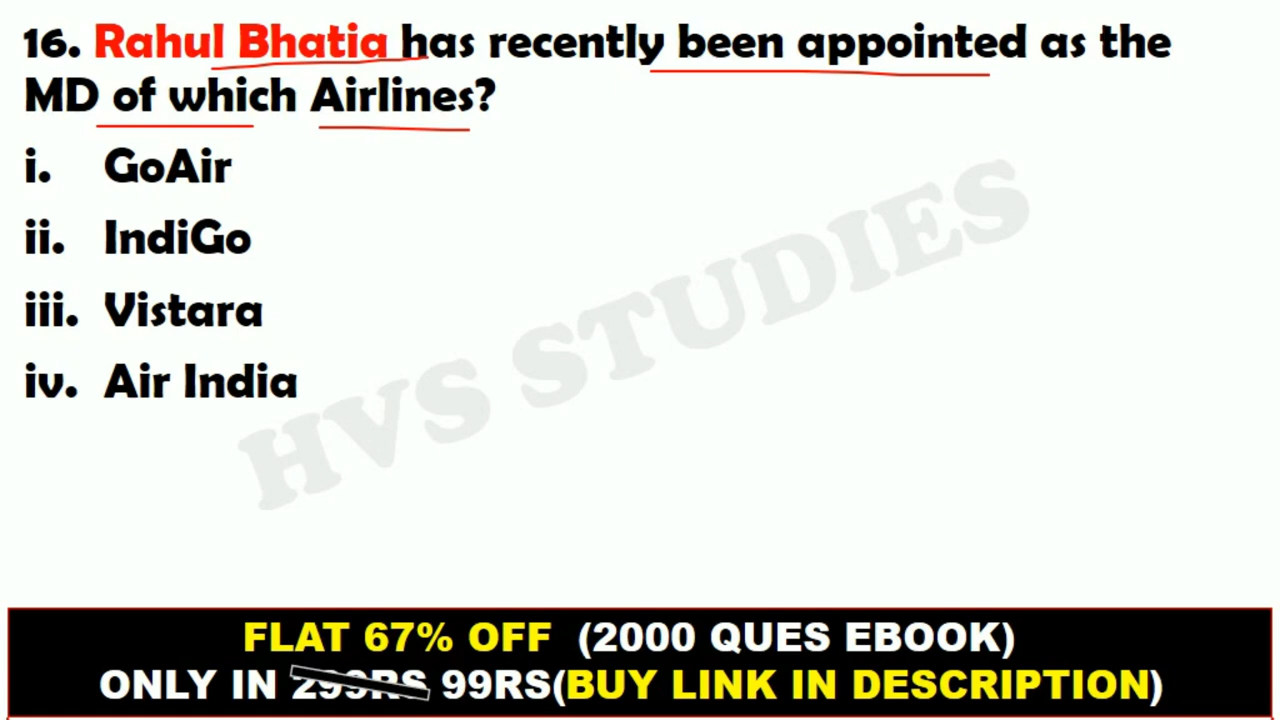 16. Rahul Bhatia has recently been appointed as the
MD of which Airlines?
i. GoAir
ii. IndiGo
iii. Vistara
iv. Air India
HVS STUDIES
FLAT 67% OFF (2000 QUES EBOOK)
ONLY IN 299RS 99RS(BUY LINK IN DESCRIPTION)